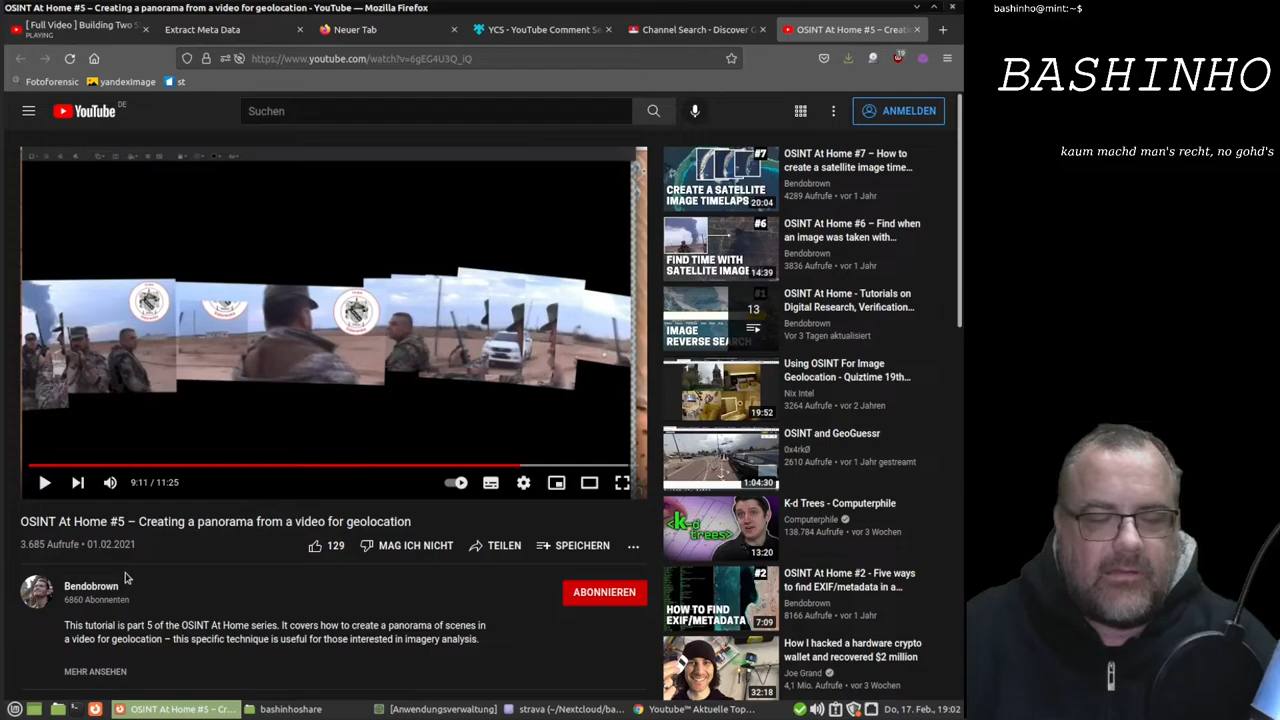 OSINT At Home #5 – Creating a panorama from a video for geolocation - YouTube — Mozilla Firefox
[ Full Video ] Building Two S
PLAYING
Extract Meta Data
Neuer Tab
YCS - YouTube Comment Se
Channel Search - Discover G
OSINT At Home #5 – Creati
https://www.youtube.com/watch?v=6gEG4U3Q_iQ
19
Fotoforensic
yandexImage
st
YouTube
DE
Suchen
ANMELDEN
9:11 / 11:25
OSINT At Home #5 – Creating a panorama from a video for geolocation
3.685 Aufrufe • 01.02.2021
129
MAG ICH NICHT
TEILEN
SPEICHERN
Bendobrown
6860 Abonnenten
ABONNIEREN
This tutorial is part 5 of the OSINT At Home series. It covers how to create a panorama of scenes in
a video for geolocation – this specific technique is useful for those interested in imagery analysis.
MEHR ANSEHEN
#7
CREATE A SATELLITE
IMAGE TIMELAPS
20:04
OSINT At Home #7 – How to
create a satellite image time...
Bendobrown
4289 Aufrufe • vor 1 Jahr
#6
FIND TIME WITH
SATELLITE IMAG
14:39
OSINT At Home #6 – Find when
an image was taken with...
Bendobrown
3836 Aufrufe • vor 1 Jahr
#1
13
IMAGE
REVERSE SEARC
OSINT At Home - Tutorials on
Digital Research, Verification...
Bendobrown
Vor 3 Tagen aktualisiert
19:52
Using OSINT For Image
Geolocation - Quiztime 19th...
Nix Intel
3264 Aufrufe • vor 2 Jahren
1:04:30
OSINT and GeoGuessr
0x4rkØ
2610 Aufrufe • vor 1 Jahr gestreamt
<k-d
trees>
13:20
K-d Trees - Computerphile
Computerphile
138.784 Aufrufe • vor 3 Wochen
#2
HOW TO FIND
EXIF/METADATA
7:09
OSINT At Home #2 - Five ways
to find EXIF/metadata in a...
Bendobrown
8166 Aufrufe • vor 1 Jahr
32:18
How I hacked a hardware crypto
wallet and recovered $2 million
Joe Grand
4,1 Mio. Aufrufe • vor 3 Wochen
OSINT At Home #5 – Cr...
bashinhoshare
[Anwendungsverwaltung]
strava (~/Nextcloud/ba...
Youtube™ Aktuelle Top...
Do, 17. Feb., 19:02
bashinho@mint:~$
BASHINHO
kaum machd man's recht, no gohd's